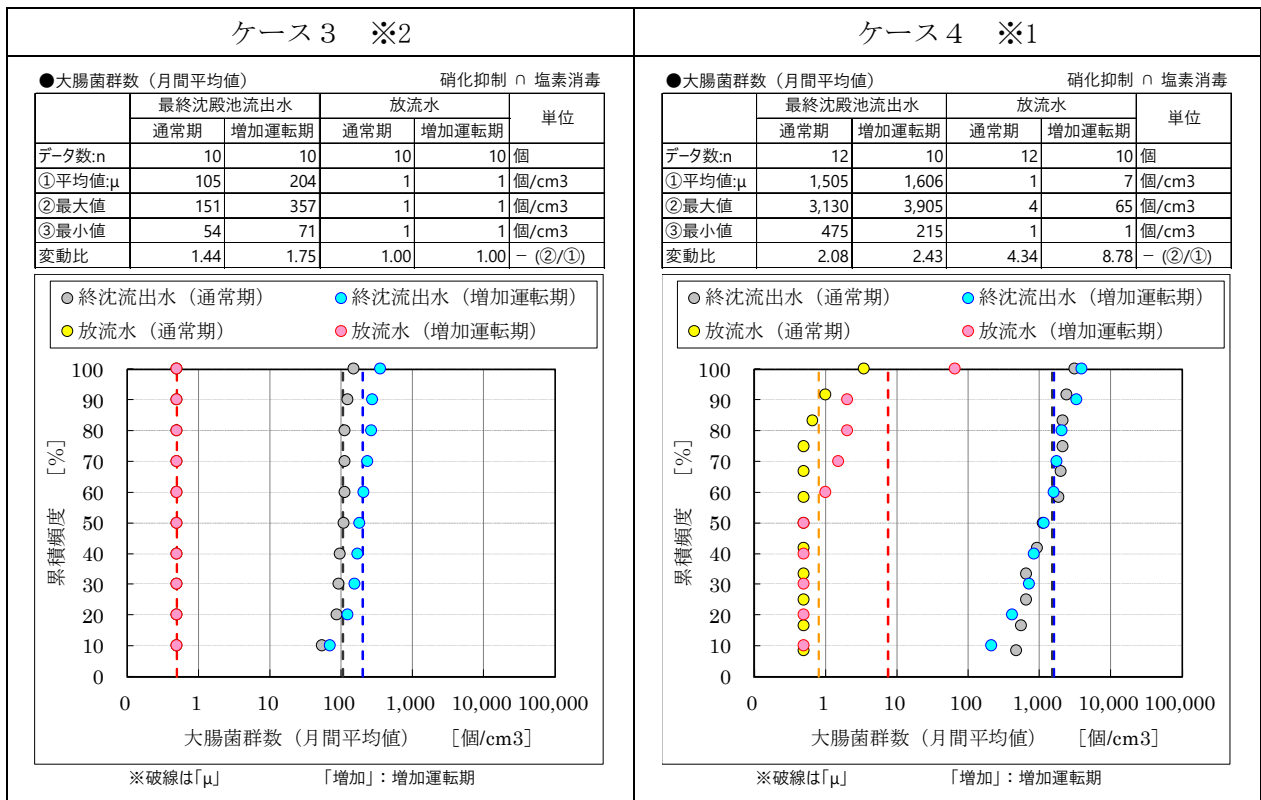 ケース３　※2
●大腸菌群数（月間平均値）　硝化抑制 ∩ 塩素消毒
最終沈殿池流出水　放流水　単位
通常期　増加運転期　通常期　増加運転期
データ数:n　10　10　10　10　個
①平均値:μ　105　204　1　1　個/cm3
②最大値　151　357　1　1　個/cm3
③最小値　54　71　1　1　個/cm3
変動比　1.44　1.75　1.00　1.00　− (②/①)
終沈流出水（通常期）　終沈流出水（増加運転期）
放流水（通常期）　放流水（増加運転期）
100
90
80
70
60
50
40
30
20
10
0
累積頻度　[%]
0　1　10　100　1,000　10,000　100,000
大腸菌群数（月間平均値）　[個/cm3]
※破線は「μ」　「増加」：増加運転期
ケース４　※1
●大腸菌群数（月間平均値）　硝化抑制 ∩ 塩素消毒
最終沈殿池流出水　放流水　単位
通常期　増加運転期　通常期　増加運転期
データ数:n　12　10　12　10　個
①平均値:μ　1,505　1,606　1　7　個/cm3
②最大値　3,130　3,905　4　65　個/cm3
③最小値　475　215　1　1　個/cm3
変動比　2.08　2.43　4.34　8.78　− (②/①)
終沈流出水（通常期）　終沈流出水（増加運転期）
放流水（通常期）　放流水（増加運転期）
100
90
80
70
60
50
40
30
20
10
0
累積頻度　[%]
0　1　10　100　1,000　10,000　100,000
大腸菌群数（月間平均値）　[個/cm3]
※破線は「μ」　「増加」：増加運転期